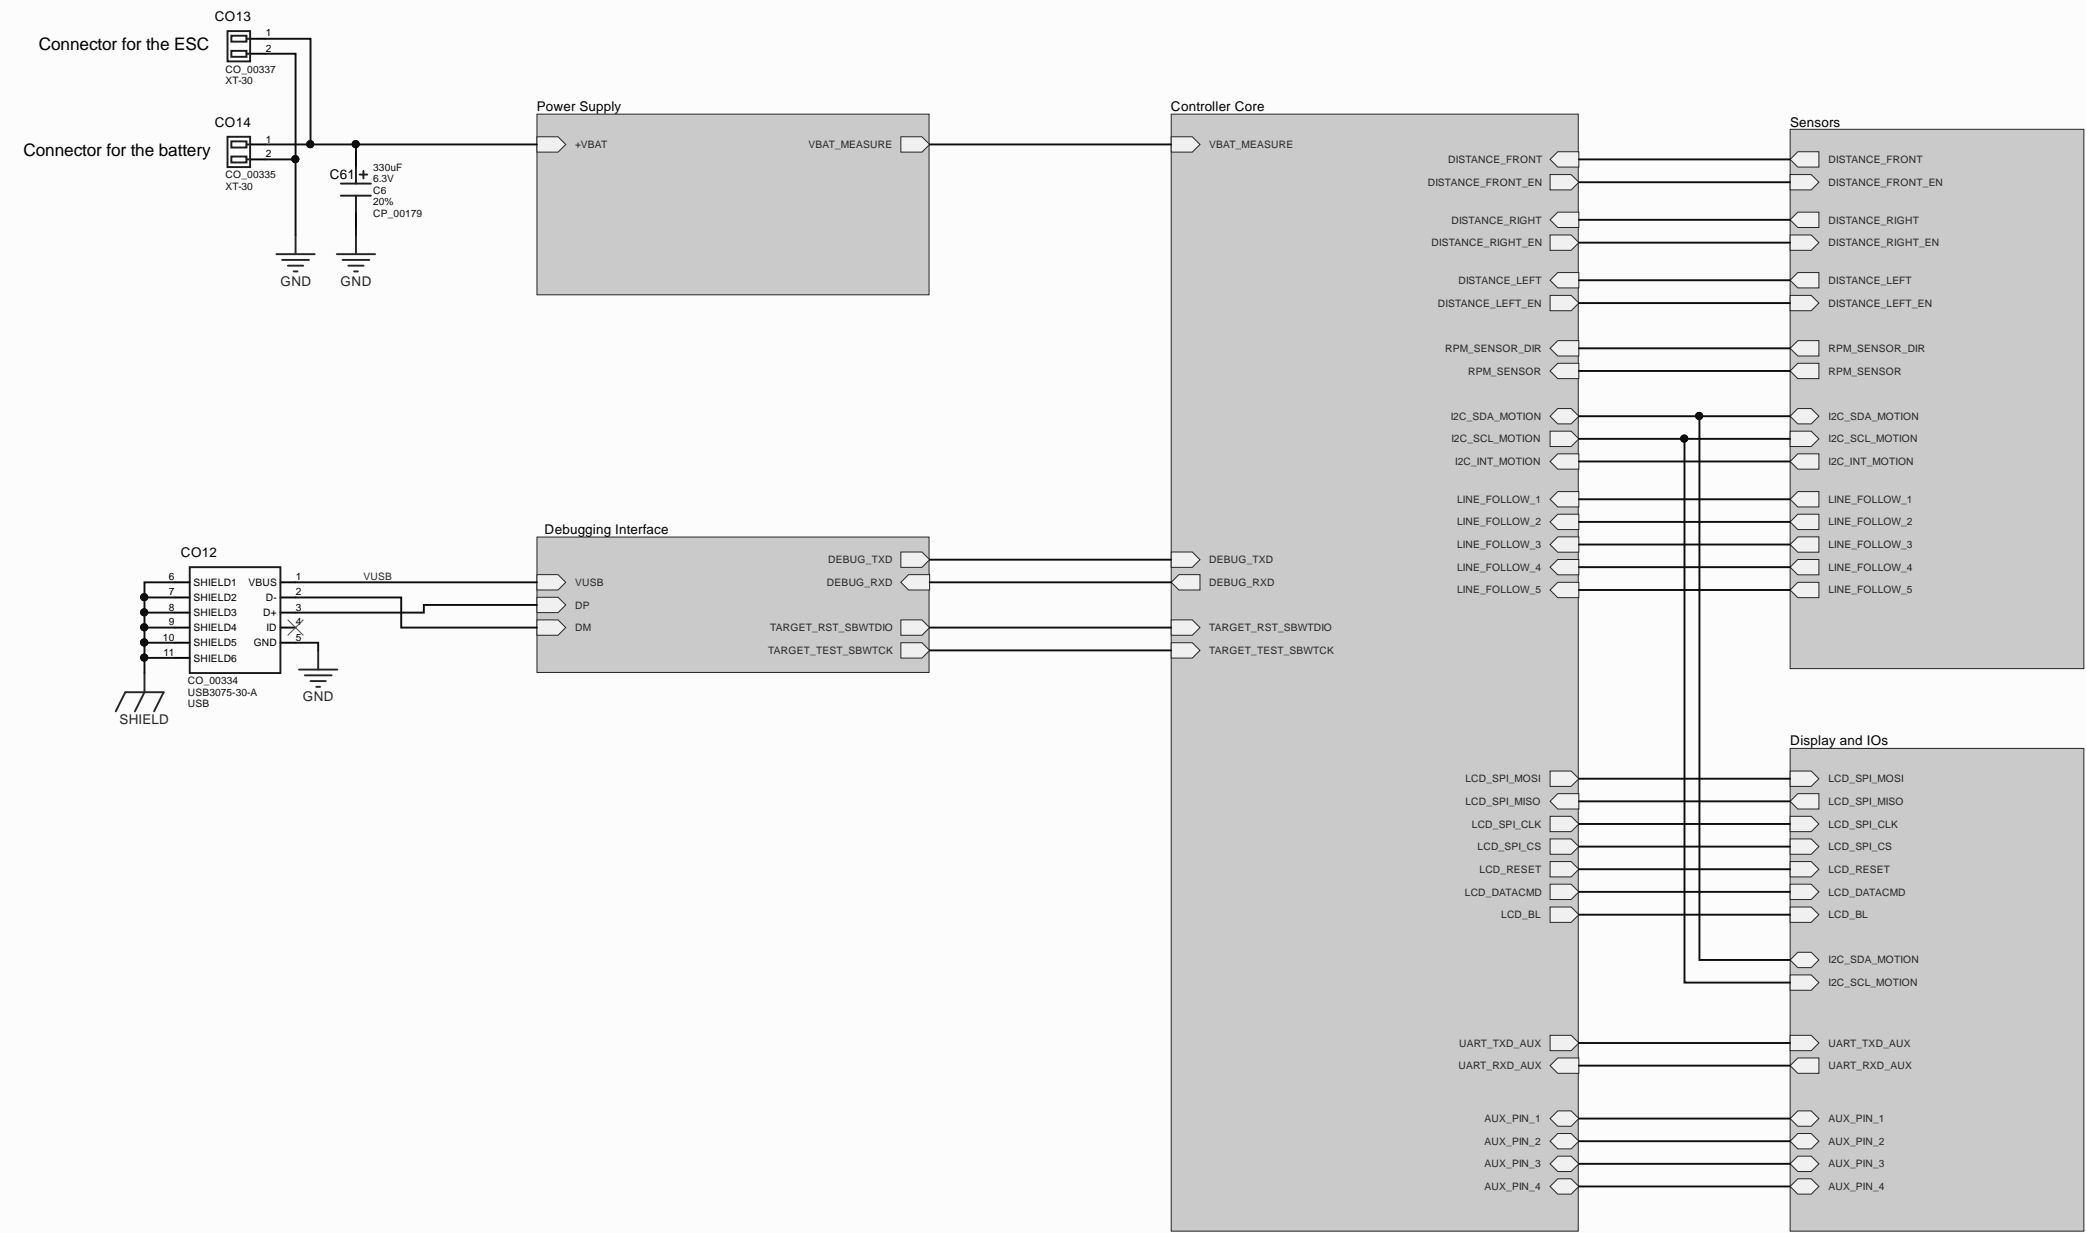 CO13
Connector for the ESC
1
2
CO_00337
XT-30
CO14
Connector for the battery
1
2
CO_00335
XT-30
C61
+
330uF
6.3V
C6
20%
CP_00179
GND
GND
Power Supply
+VBAT
VBAT_MEASURE
CO12
6 SHIELD1 VBUS 1
7 SHIELD2 D- 2
8 SHIELD3 D+ 3
9 SHIELD4 ID 4
10 SHIELD5 GND 5
11 SHIELD6
VUSB
CO_00334
USB3075-30-A
USB
SHIELD
GND
Debugging Interface
VUSB
DP
DM
DEBUG_TXD
DEBUG_RXD
TARGET_RST_SBWTDIO
TARGET_TEST_SBWTCK
Controller Core
VBAT_MEASURE
DEBUG_TXD
DEBUG_RXD
TARGET_RST_SBWTDIO
TARGET_TEST_SBWTCK
DISTANCE_FRONT
DISTANCE_FRONT_EN
DISTANCE_RIGHT
DISTANCE_RIGHT_EN
DISTANCE_LEFT
DISTANCE_LEFT_EN
RPM_SENSOR_DIR
RPM_SENSOR
I2C_SDA_MOTION
I2C_SCL_MOTION
I2C_INT_MOTION
LINE_FOLLOW_1
LINE_FOLLOW_2
LINE_FOLLOW_3
LINE_FOLLOW_4
LINE_FOLLOW_5
LCD_SPI_MOSI
LCD_SPI_MISO
LCD_SPI_CLK
LCD_SPI_CS
LCD_RESET
LCD_DATACMD
LCD_BL
UART_TXD_AUX
UART_RXD_AUX
AUX_PIN_1
AUX_PIN_2
AUX_PIN_3
AUX_PIN_4
Sensors
DISTANCE_FRONT
DISTANCE_FRONT_EN
DISTANCE_RIGHT
DISTANCE_RIGHT_EN
DISTANCE_LEFT
DISTANCE_LEFT_EN
RPM_SENSOR_DIR
RPM_SENSOR
I2C_SDA_MOTION
I2C_SCL_MOTION
I2C_INT_MOTION
LINE_FOLLOW_1
LINE_FOLLOW_2
LINE_FOLLOW_3
LINE_FOLLOW_4
LINE_FOLLOW_5
Display and IOs
LCD_SPI_MOSI
LCD_SPI_MISO
LCD_SPI_CLK
LCD_SPI_CS
LCD_RESET
LCD_DATACMD
LCD_BL
I2C_SDA_MOTION
I2C_SCL_MOTION
UART_TXD_AUX
UART_RXD_AUX
AUX_PIN_1
AUX_PIN_2
AUX_PIN_3
AUX_PIN_4